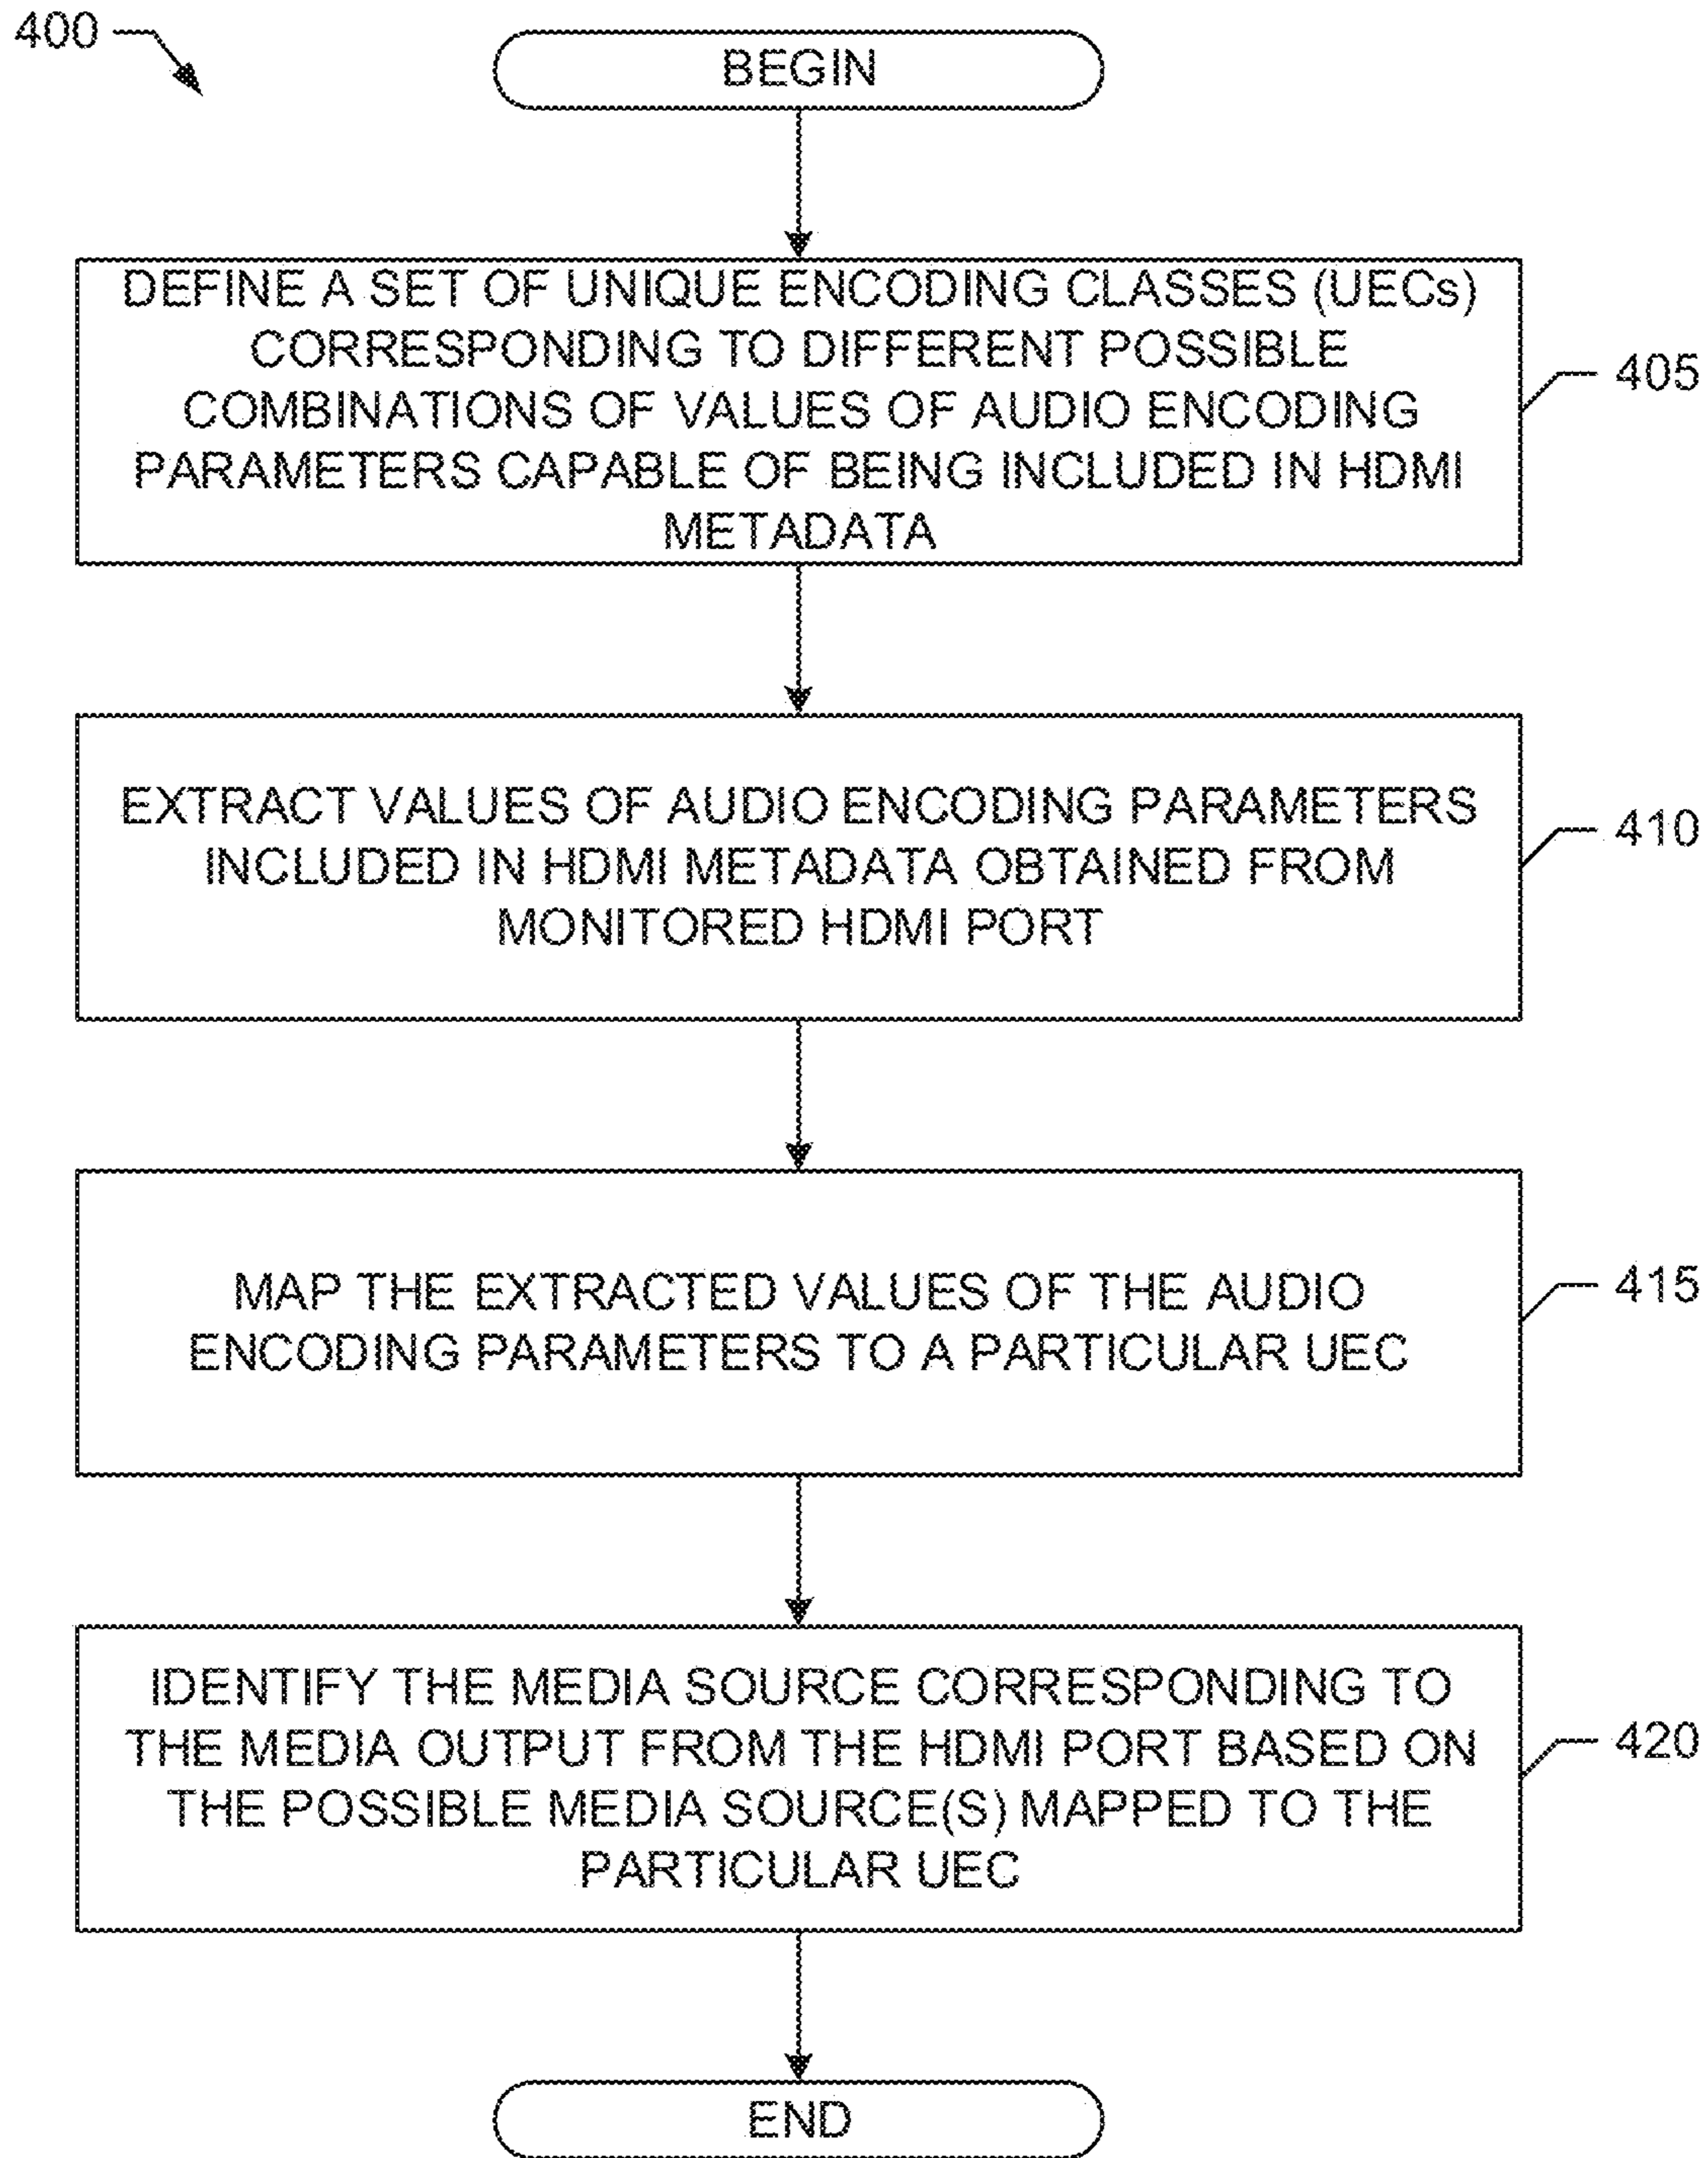 400
BEGIN
DEFINE A SET OF UNIQUE ENCODING CLASSES (UECs)
CORRESPONDING TO DIFFERENT POSSIBLE
COMBINATIONS OF VALUES OF AUDIO ENCODING
PARAMETERS CAPABLE OF BEING INCLUDED IN HDMI
METADATA
405
EXTRACT VALUES OF AUDIO ENCODING PARAMETERS
INCLUDED IN HDMI METADATA OBTAINED FROM
MONITORED HDMI PORT
410
MAP THE EXTRACTED VALUES OF THE AUDIO
ENCODING PARAMETERS TO A PARTICULAR UEC
415
IDENTIFY THE MEDIA SOURCE CORRESPONDING TO
THE MEDIA OUTPUT FROM THE HDMI PORT BASED ON
THE POSSIBLE MEDIA SOURCE(S) MAPPED TO THE
PARTICULAR UEC
420
END